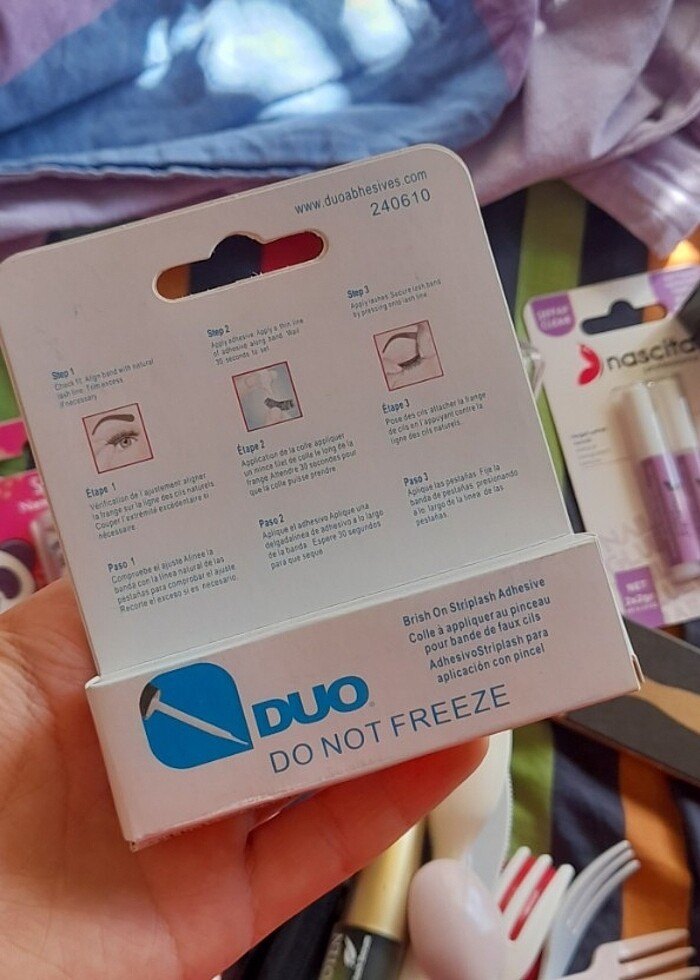 www.duoabhesives.com
240610
Step 1
Check fit: Align band with natural
lash line. Trim excess
if necessary
Step 2
Apply adhesive: Apply a thin line
of adhesive along band. Wait
30 seconds to set
Step 3
Apply lashes: Secure lash band
by pressing onto lash line.
Étape 1
Vérification de l'ajustement aligner
la frange sur la ligne des cils naturels
Couper l'extrémité excédentaire si
nécessaire.
Étape 2
Application de la colle appliquer
un mince filet de colle le long de la
frange Attendre 30 secondes pour
que la colle puisse prendre
Étape 3
Pose des cils attacher la frange
de cils en l'appuyant contre la
ligne des cils naturels.
Paso 1
Compruebe el ajuste Alinée la
banda con la línea natural de las
pestañas para comprobar el ajuste
Recorte el exceso si es necesario.
Paso2
Aplique el adhesivo Aplique una
delgadalínea de adhesivo a lo largo
de la banda. Espere 30 segundos
para que seque
Paso 3
Aplique las pestañas Fije la
banda de pestañas presionando
a lo largo de la línea de las
pestañas
Brish On Striplash Adhesive
Colle à appliquer au pinceau
pour bande de faux cils
AdhesivoStriplash para
aplicación con pincel
DUO
DO NOT FREEZE
nascita
NET